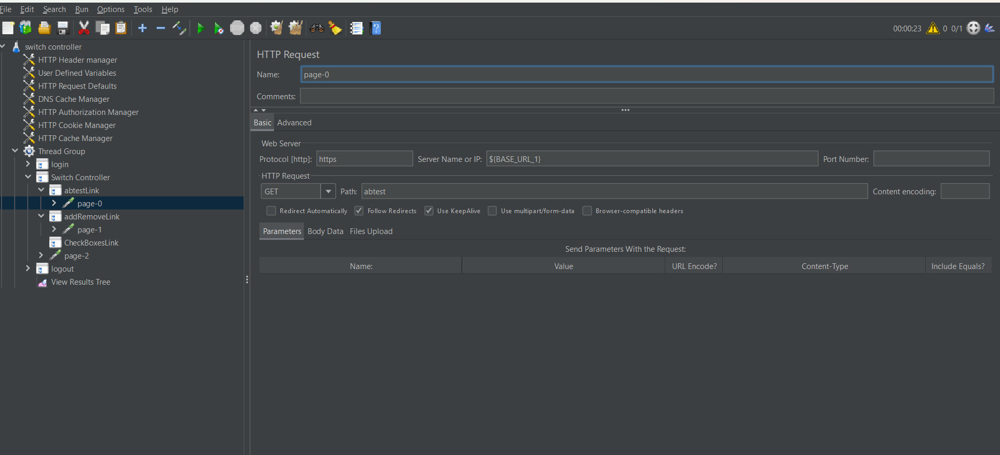 File Edit Search Run Options Tools Help
STOP
00:00:23 0 0/1
switch controller
HTTP Header manager
User Defined Variables
HTTP Request Defaults
DNS Cache Manager
HTTP Authorization Manager
HTTP Cookie Manager
HTTP Cache Manager
Thread Group
login
Switch Controller
abtestLink
page-0
addRemoveLink
page-1
CheckBoxesLink
page-2
logout
View Results Tree
HTTP Request
Name: page-0
Comments:
Basic Advanced
Web Server
Protocol [http]: https Server Name or IP: ${BASE_URL_1} Port Number:
HTTP Request
GET Path: abtest Content encoding:
Redirect Automatically Follow Redirects Use KeepAlive Use multipart/form-data Browser-compatible headers
Parameters Body Data Files Upload
Send Parameters With the Request:
Name: Value URL Encode? Content-Type Include Equals?